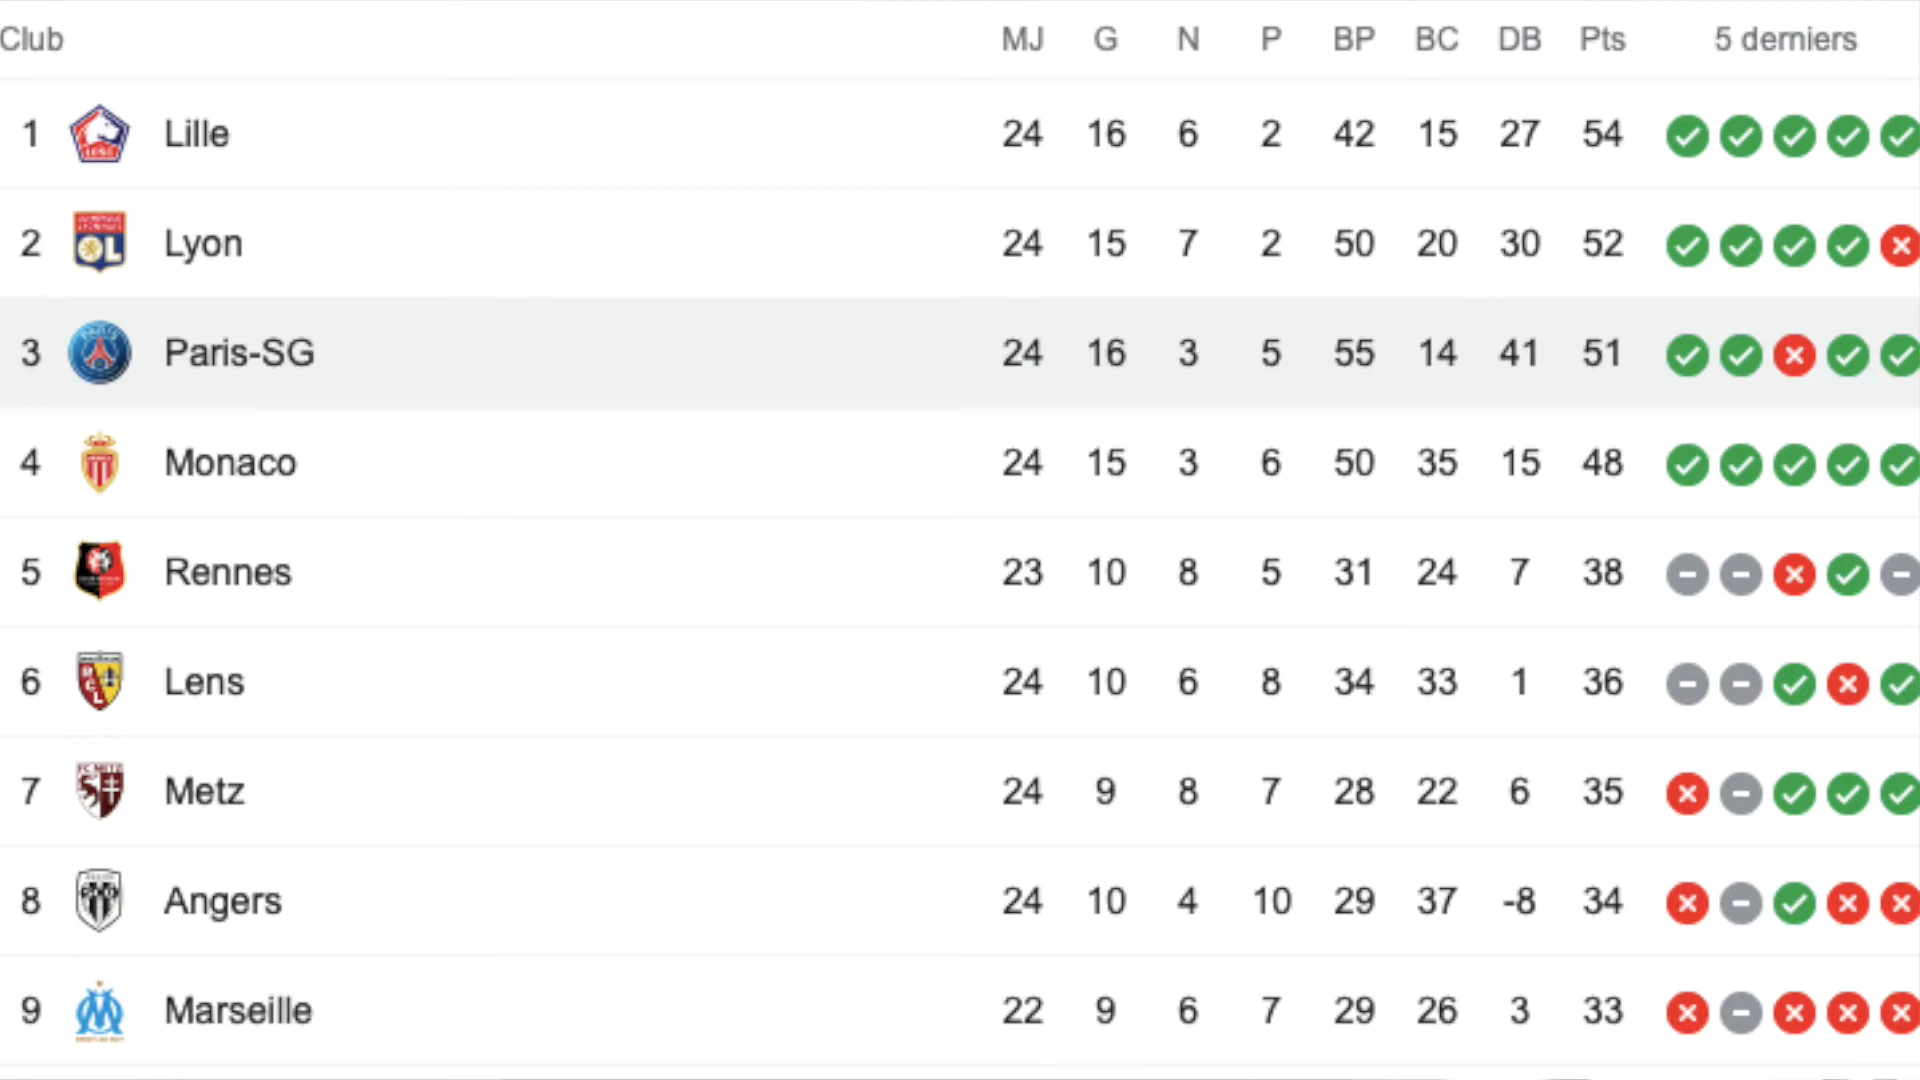 Club MJ G N P BP BC DB Pts 5 derniers
1 Lille 24 16 6 2 42 15 27 54
2 Lyon 24 15 7 2 50 20 30 52
3 Paris-SG 24 16 3 5 55 14 41 51
4 Monaco 24 15 3 6 50 35 15 48
5 Rennes 23 10 8 5 31 24 7 38
6 Lens 24 10 6 8 34 33 1 36
7 Metz 24 9 8 7 28 22 6 35
8 Angers 24 10 4 10 29 37 -8 34
9 Marseille 22 9 6 7 29 26 3 33